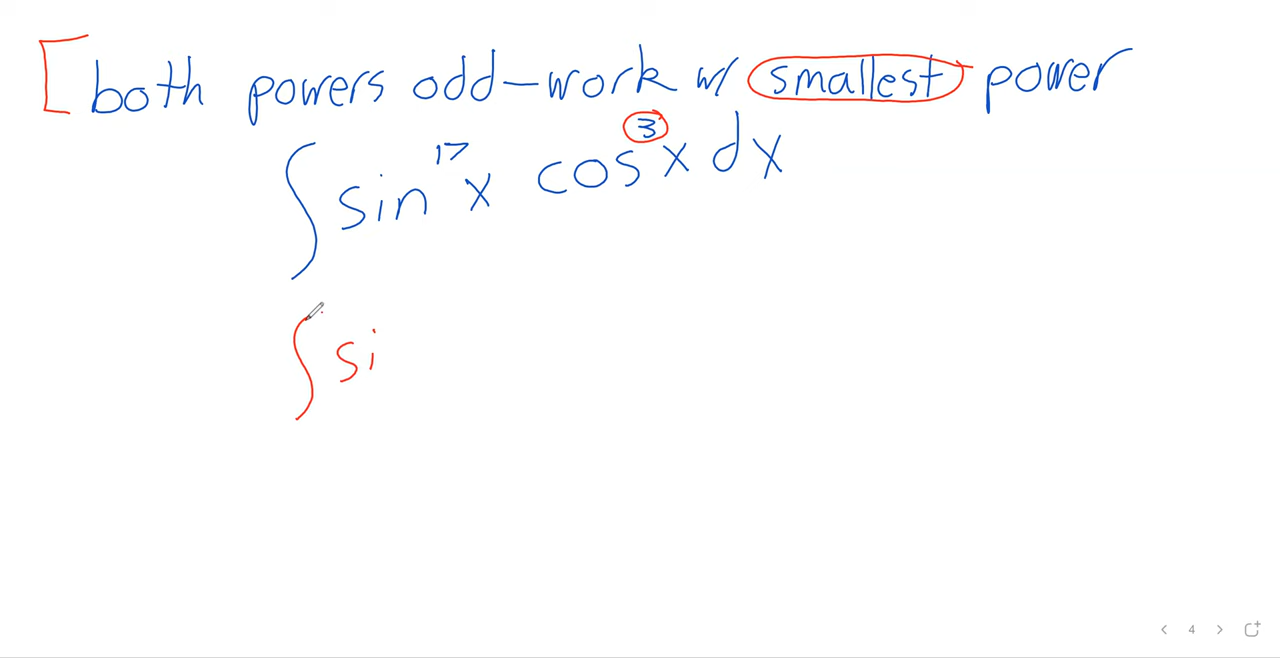 [both powers odd-work w/ smallest power
∫ sin¹⁷x cos³x dx
∫ si
< 4 >